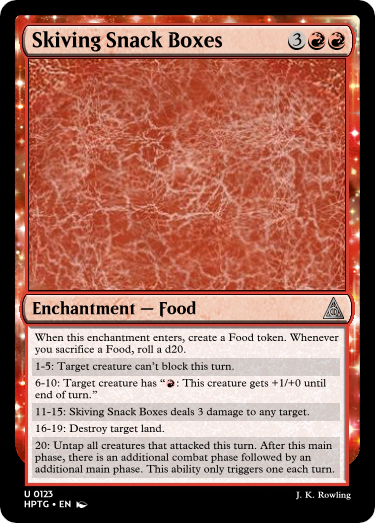 Skiving Snack Boxes 3
Enchantment — Food
When this enchantment enters, create a Food token. Whenever
you sacrifice a Food, roll a d20.
1-5: Target creature can't block this turn.
6-10: Target creature has “: This creature gets +1/+0 until
end of turn.”
11-15: Skiving Snack Boxes deals 3 damage to any target.
16-19: Destroy target land.
20: Untap all creatures that attacked this turn. After this main
phase, there is an additional combat phase followed by an
additional main phase. This ability only triggers one each turn.
U 0123
HPTG • EN
J. K. Rowling